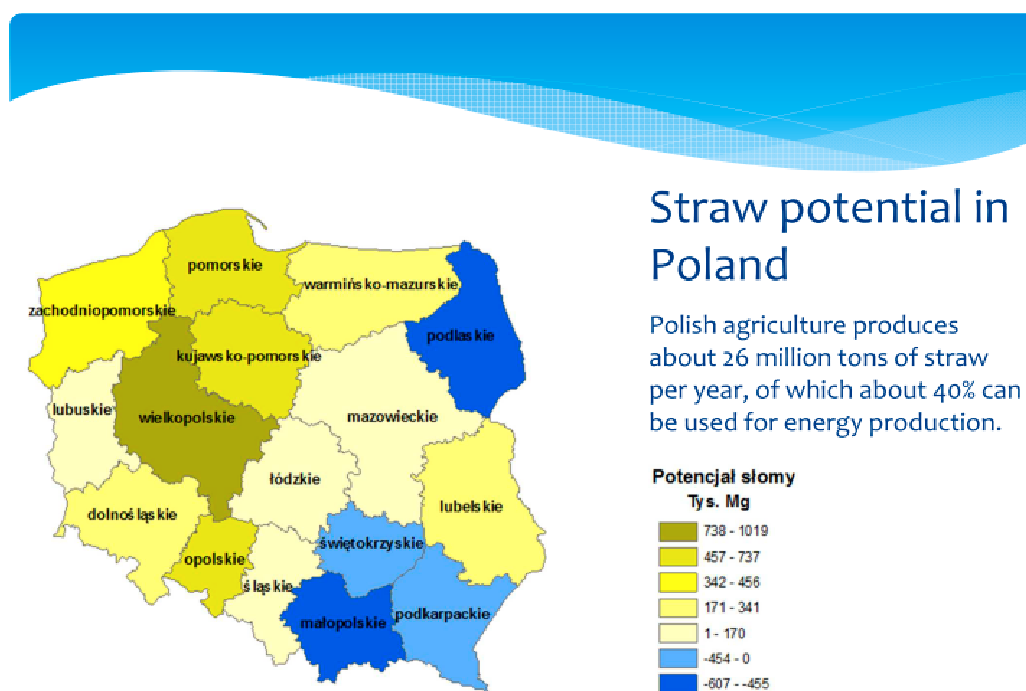 Straw potential in
Poland
Polish agriculture produces
about 26 million tons of straw
per year, of which about 40% can
be used for energy production.
pomorskie
warmińsko-mazurskie
zachodniopomorskie
podlaskie
kujawsko-pomorskie
lubuskie
wielkopolskie
mazowieckie
łódzkie
lubelskie
dolnośląskie
świętokrzyskie
opolskie
śląskie
podkarpackie
małopolskie
Potencjał słomy
Tys. Mg
738 - 1019
457 - 737
342 - 456
171 - 341
1 - 170
-454 - 0
-607 - -455